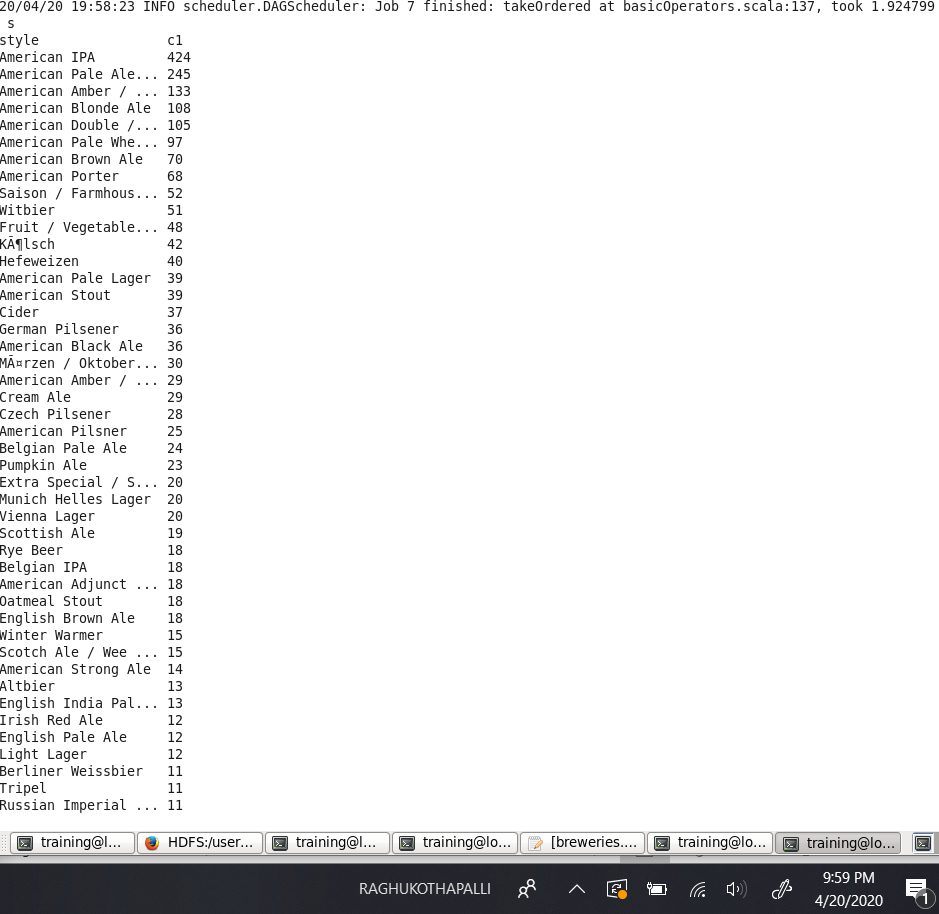 20/04/20 19:58:23 INFO scheduler.DAGScheduler: Job 7 finished: takeOrdered at basicOperators.scala:137, took 1.924799
s
style c1
American IPA 424
American Pale Ale... 245
American Amber / ... 133
American Blonde Ale 108
American Double /... 105
American Pale Whe... 97
American Brown Ale 70
American Porter 68
Saison / Farmhous... 52
Witbier 51
Fruit / Vegetable... 48
KÃ¶lsch 42
Hefeweizen 40
American Pale Lager 39
American Stout 39
Cider 37
German Pilsener 36
American Black Ale 36
MÃ¤rzen / Oktober... 30
American Amber / ... 29
Cream Ale 29
Czech Pilsener 28
American Pilsner 25
Belgian Pale Ale 24
Pumpkin Ale 23
Extra Special / S... 20
Munich Helles Lager 20
Vienna Lager 20
Scottish Ale 19
Rye Beer 18
Belgian IPA 18
American Adjunct ... 18
Oatmeal Stout 18
English Brown Ale 18
Winter Warmer 15
Scotch Ale / Wee ... 15
American Strong Ale 14
Altbier 13
English India Pal... 13
Irish Red Ale 12
English Pale Ale 12
Light Lager 12
Berliner Weissbier 11
Tripel 11
Russian Imperial ... 11
training@l... HDFS:/user... training@l... training@lo... [breweries.... training@lo... training@lo...
RAGHUKOTHAPALLI 9:59 PM
4/20/2020 1